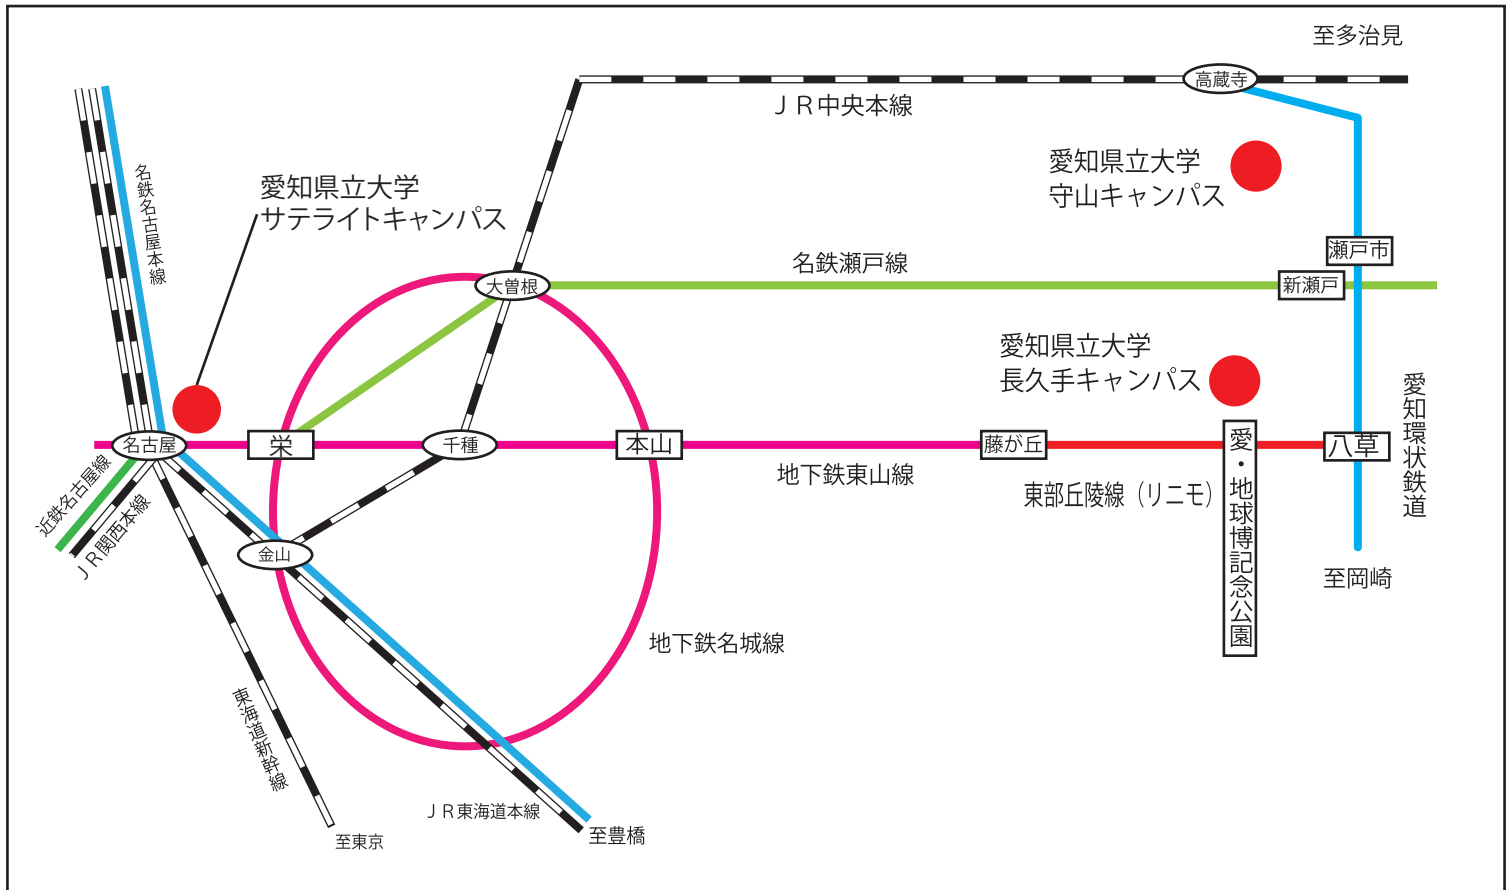 至多治見
高蔵寺
ＪＲ中央本線
愛知県立大学
守山キャンパス
名鉄名古屋本線
愛知県立大学
サテライトキャンパス
瀬戸市
名鉄瀬戸線
大曽根
新瀬戸
愛知県立大学
長久手キャンパス
愛知環状鉄道
名古屋
栄
千種
本山
藤が丘
愛・地球博記念公園
八草
地下鉄東山線
東部丘陵線（リニモ）
近鉄名古屋線
ＪＲ関西本線
金山
至岡崎
地下鉄名城線
東海道新幹線
ＪＲ東海道本線
至東京
至豊橋